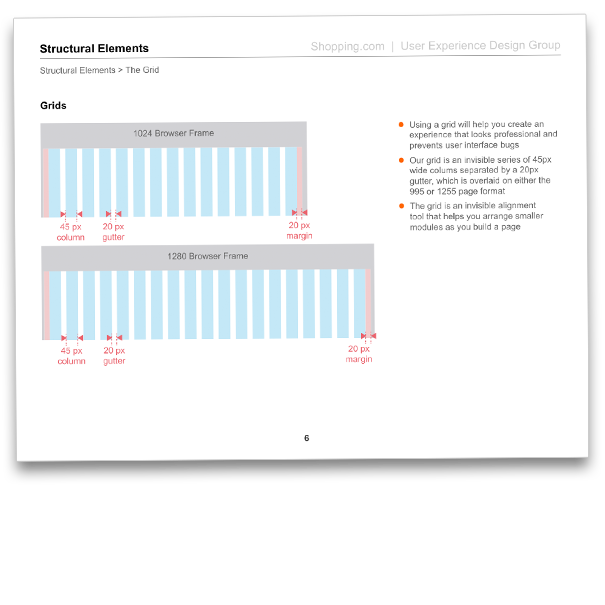 Structural Elements
Shopping.com | User Experience Design Group
Structural Elements > The Grid
Grids
1024 Browser Frame
45 px
column
20 px
gutter
20 px
margin
1280 Browser Frame
45 px
column
20 px
gutter
20 px
margin
Using a grid will help you create an
experience that looks professional and
prevents user interface bugs
Our grid is an invisible series of 45px
wide colums separated by a 20px
gutter, which is overlaid on either the
995 or 1255 page format
The grid is an invisible alignment
tool that helps you arrange smaller
modules as you build a page
6